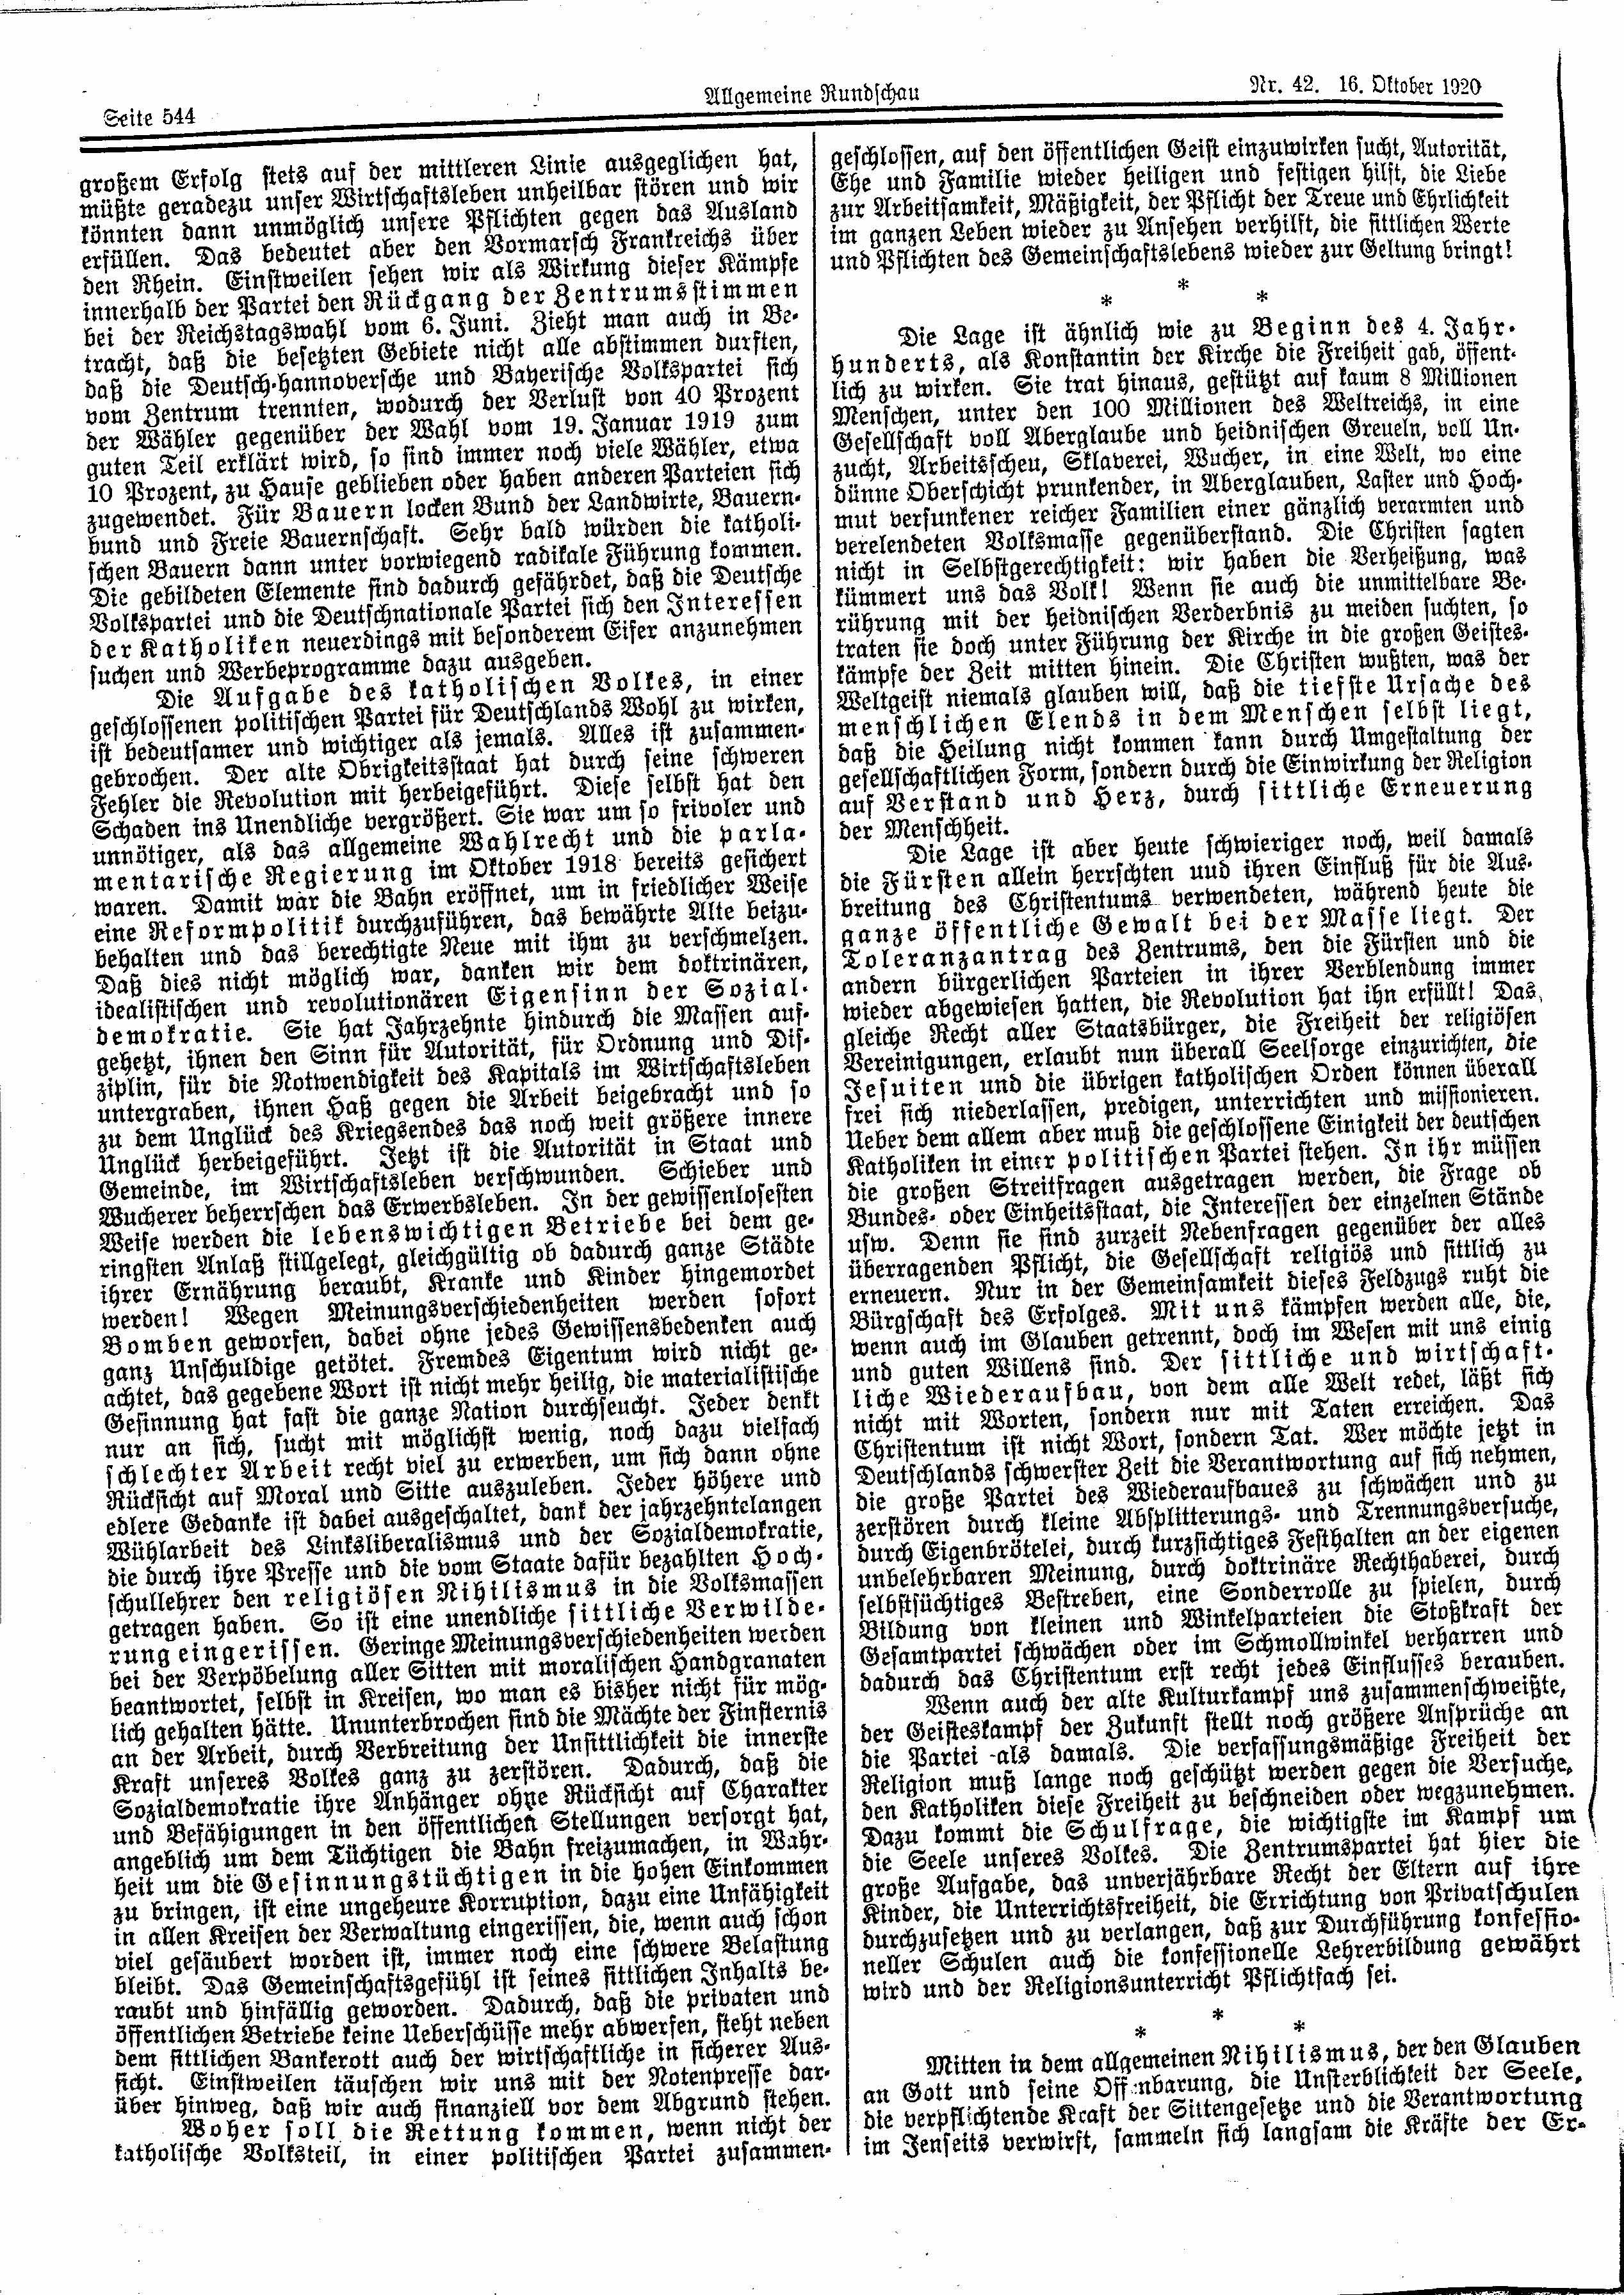 Seite 544
Allgemeine Rundschau
Nr. 42. 16. Oktober 1920
großem Erfolg stets auf der mittleren Linie ausgeglichen hat,
müßte geradezu unser Wirtschaftsleben unheilbar stören und wir
könnten dann unmöglich unsere Pflichten gegen das Ausland
erfüllen. Das bedeutet aber den Vormarsch Frankreichs über
den Rhein. Einstweilen sehen wir als Wirkung dieser Kämpfe
innerhalb der Partei den Rückgang der Zentrumsstimmen
bei der Reichstagswahl vom 6. Juni. Zieht man auch in Be-
tracht, daß die besetzten Gebiete nicht alle abstimmen durften,
daß die Deutsch-hannoversche und Bayerische Volkspartei sich
vom Zentrum trennten, wodurch der Verlust von 40 Prozent
der Wähler gegenüber der Wahl vom 19. Januar 1919 zum
guten Teil erklärt wird, so sind immer noch viele Wähler, etwa
10 Prozent, zu Hause geblieben oder haben anderen Parteien sich
zugewendet. Für Bauern locken Bund der Landwirte, Bauern-
bund und Freie Bauernschaft. Sehr bald würden die katholi-
schen Bauern dann unter vorwiegend radikale Führung kommen.
Die gebildeten Elemente sind dadurch gefährdet, daß die Deutsche
Volkspartei und die Deutschnationale Partei sich den Interessen
der Katholiken neuerdings mit besonderem Eifer anzunehmen
suchen und Werbeprogramme dazu ausgeben.
Die Aufgabe des katholischen Volkes, in einer
geschlossenen politischen Partei für Deutschlands Wohl zu wirken,
ist bedeutsamer und wichtiger als jemals. Alles ist zusammen-
gebrochen. Der alte Obrigkeitsstaat hat durch seine schweren
Fehler die Revolution mit herbeigeführt. Diese selbst hat den
Schaden ins Unendliche vergrößert. Sie war um so frivoler und
unnötiger, als das allgemeine Wahlrecht und die parla-
mentarische Regierung im Oktober 1918 bereits gesichert
waren. Damit war die Bahn eröffnet, um in friedlicher Weise
eine Reformpolitik durchzuführen, das bewährte Alte beizu-
behalten und das berechtigte Neue mit ihm zu verschmelzen.
Daß dies nicht möglich war, danken wir dem doktrinären,
idealistischen und revolutionären Eigensinn der Sozial-
demokratie. Sie hat Jahrzehnte hindurch die Massen auf-
gehetzt, ihnen den Sinn für Autorität, für Ordnung und Dis-
ziplin, für die Notwendigkeit des Kapitals im Wirtschaftsleben
untergraben, ihnen Haß gegen die Arbeit beigebracht und so
zu dem Unglück des Kriegsendes das noch weit größere innere
Unglück herbeigeführt. Jetzt ist die Autorität in Staat und
Gemeinde, im Wirtschaftsleben verschwunden. Schieber und
Wucherer beherrschen das Erwerbsleben. In der gewissenlosesten
Weise werden die lebenswichtigen Betriebe bei dem ge-
ringsten Anlaß stillgelegt, gleichgültig ob dadurch ganze Städte
ihrer Ernährung beraubt, Kranke und Kinder hingemordet
werden! Wegen Meinungsverschiedenheiten werden sofort
Bomben geworfen, dabei ohne jedes Gewissensbedenken auch
ganz Unschuldige getötet. Fremdes Eigentum wird nicht ge-
achtet, das gegebene Wort ist nicht mehr heilig, die materialistische
Gesinnung hat fast die ganze Nation durchseucht. Jeder denkt
nur an sich, sucht mit möglichst wenig, noch dazu vielfach
schlechter Arbeit recht viel zu erwerben, um sich dann ohne
Rücksicht auf Moral und Sitte auszuleben. Jeder höhere und
edlere Gedanke ist dabei ausgeschaltet, dank der jahrzehntelangen
Wühlarbeit des Linksliberalismus und der Sozialdemokratie,
die durch ihre Presse und die vom Staate dafür bezahlten Hoch-
schullehrer den religiösen Nihilismus in die Volksmassen
getragen haben. So ist eine unendliche sittliche Verwilde-
rung eingerissen. Geringe Meinungsverschiedenheiten werden
bei der Verpöbelung aller Sitten mit moralischen Handgranaten
beantwortet, selbst in Kreisen, wo man es bisher nicht für mög-
lich gehalten hätte. Ununterbrochen sind die Mächte der Finsternis
an der Arbeit, durch Verbreitung der Unsittlichkeit die innerste
Kraft unseres Volkes ganz zu zerstören. Dadurch, daß die
Sozialdemokratie ihre Anhänger ohne Rücksicht auf Charakter
und Befähigungen in den öffentlichen Stellungen versorgt hat,
angeblich um dem Tüchtigen die Bahn freizumachen, in Wahr-
heit um die Gesinnungstüchtigen in die hohen Einkommen
zu bringen, ist eine ungeheure Korruption, dazu eine Unfähigkeit
in allen Kreisen der Verwaltung eingerissen, die, wenn auch schon
viel gesäubert worden ist, immer noch eine schwere Belastung
bleibt. Das Gemeinschaftsgefühl ist seines sittlichen Inhalts be-
raubt und hinfällig geworden. Dadurch, daß die privaten und
öffentlichen Betriebe keine Ueberschüsse mehr abwerfen, steht neben
dem sittlichen Bankerott auch der wirtschaftliche in sicherer Aus-
sicht. Einstweilen täuschen wir uns mit der Notenpresse dar-
über hinweg, daß wir auch finanziell vor dem Abgrund stehen.
Woher soll die Rettung kommen, wenn nicht der
katholische Volksteil, in einer politischen Partei zusammen-
geschlossen, auf den öffentlichen Geist einzuwirken sucht, Autorität,
Ehe und Familie wieder heiligen und festigen hilft, die Liebe
zur Arbeitsamkeit, Mäßigkeit, der Pflicht der Treue und Ehrlichkeit
im ganzen Leben wieder zu Ansehen verhilft, die sittlichen Werte
und Pflichten des Gemeinschaftslebens wieder zur Geltung bringt!
* * *
Die Lage ist ähnlich wie zu Beginn des 4. Jahr-
hunderts, als Konstantin der Kirche die Freiheit gab, öffent-
lich zu wirken. Sie trat hinaus, gestützt auf kaum 8 Millionen
Menschen, unter den 100 Millionen des Weltreichs, in eine
Gesellschaft voll Aberglaube und heidnischen Greueln, voll Un-
zucht, Arbeitsscheu, Sklaverei, Wucher, in eine Welt, wo eine
dünne Oberschicht prunkender, in Aberglauben, Laster und Hoch-
mut versunkener reicher Familien einer gänzlich verarmten und
verelendeten Volksmasse gegenüberstand. Die Christen sagten
nicht in Selbstgerechtigkeit: wir haben die Verheißung, was
kümmert uns das Volk! Wenn sie auch die unmittelbare Be-
rührung mit der heidnischen Verderbnis zu meiden suchten, so
traten sie doch unter Führung der Kirche in die großen Geistes-
kämpfe der Zeit mitten hinein. Die Christen wußten, was der
Weltgeist niemals glauben will, daß die tiefste Ursache des
menschlichen Elends in dem Menschen selbst liegt,
daß die Heilung nicht kommen kann durch Umgestaltung der
gesellschaftlichen Form, sondern durch die Einwirkung der Religion
auf Verstand und Herz, durch sittliche Erneuerung
der Menschheit.
Die Lage ist aber heute schwieriger noch, weil damals
die Fürsten allein herrschten und ihren Einfluß für die Aus-
breitung des Christentums verwendeten, während heute die
ganze öffentliche Gewalt bei der Masse liegt. Der
Toleranzantrag des Zentrums, den die Fürsten und die
andern bürgerlichen Parteien in ihrer Verblendung immer
wieder abgewiesen hatten, die Revolution hat ihn erfüllt! Das
gleiche Recht aller Staatsbürger, die Freiheit der religiösen
Vereinigungen, erlaubt nun überall Seelsorge einzurichten, die
Jesuiten und die übrigen katholischen Orden können überall
frei sich niederlassen, predigen, unterrichten und missionieren.
Ueber dem allem aber muß die geschlossene Einigkeit der deutschen
Katholiken in einer politischen Partei stehen. In ihr müssen
die großen Streitfragen ausgetragen werden, die Frage ob
Bundes- oder Einheitsstaat, die Interessen der einzelnen Stände
usw. Denn sie sind zurzeit Nebenfragen gegenüber der alles
überragenden Pflicht, die Gesellschaft religiös und sittlich zu
erneuern. Nur in der Gemeinsamkeit dieses Feldzugs ruht die
Bürgschaft des Erfolges. Mit uns kämpfen werden alle, die,
wenn auch im Glauben getrennt, doch im Wesen mit uns einig
und guten Willens sind. Der sittliche und wirtschaft-
liche Wiederaufbau, von dem alle Welt redet, läßt sich
nicht mit Worten, sondern nur mit Taten erreichen. Das
Christentum ist nicht Wort, sondern Tat. Wer möchte jetzt in
Deutschlands schwerster Zeit die Verantwortung auf sich nehmen,
die große Partei des Wiederaufbaues zu schwächen und zu
zerstören durch kleine Absplitterungs- und Trennungsversuche,
durch Eigenbrötelei, durch kurzsichtiges Festhalten an der eigenen
unbelehrbaren Meinung, durch doktrinäre Rechthaberei, durch
selbstsüchtiges Bestreben, eine Sonderrolle zu spielen, durch
Bildung von kleinen und Winkelparteien die Stoßkraft der
Gesamtpartei schwächen oder im Schmollwinkel verharren und
dadurch das Christentum erst recht jedes Einflusses berauben.
Wenn auch der alte Kulturkampf uns zusammenschweißte,
der Geisteskampf der Zukunft stellt noch größere Ansprüche an
die Partei als damals. Die verfassungsmäßige Freiheit der
Religion muß lange noch geschützt werden gegen die Versuche,
den Katholiken diese Freiheit zu beschneiden oder wegzunehmen.
Dazu kommt die Schulfrage, die wichtigste im Kampf um
die Seele unseres Volkes. Die Zentrumspartei hat hier die
große Aufgabe, das unverjährbare Recht der Eltern auf ihre
Kinder, die Unterrichtsfreiheit, die Errichtung von Privatschulen
durchzusetzen und zu verlangen, daß zur Durchführung konfessio-
neller Schulen auch die konfessionelle Lehrerbildung gewährt
wird und der Religionsunterricht Pflichtfach sei.
* * *
Mitten in dem allgemeinen Nihilismus, der den Glauben
an Gott und seine Offenbarung, die Unsterblichkeit der Seele,
die verpflichtende Kraft der Sittengesetze und die Verantwortung
im Jenseits verwirft, sammeln sich langsam die Kräfte der Er-